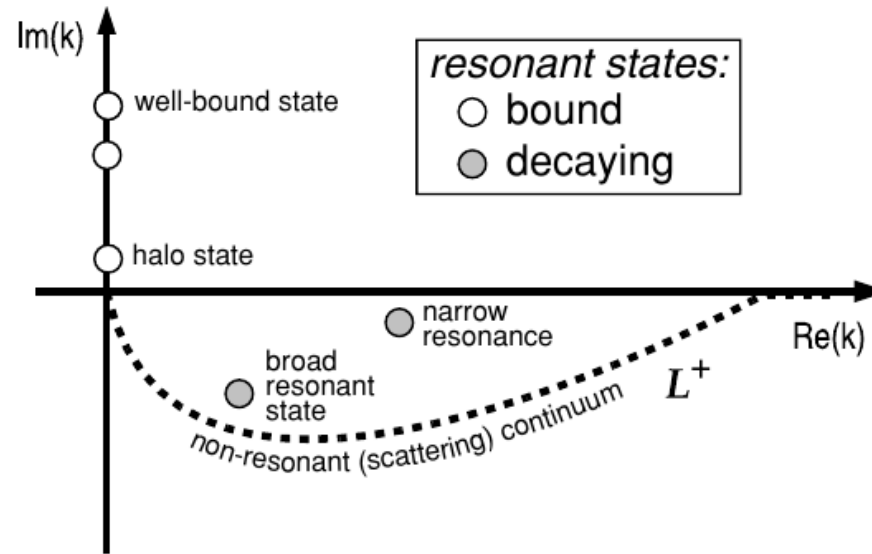 Im(k)
resonant states:
bound
decaying
well-bound state
halo state
narrow
resonance
Re(k)
broad
resonant
state
L+
non-resonant (scattering) continuum